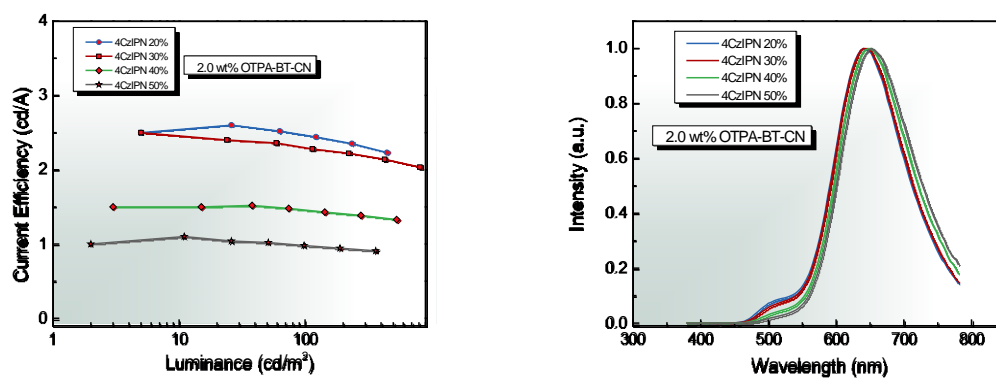 4
3
2
1
0
Current Efficiency (cd/A)
4CzIPN 20%
4CzIPN 30%
4CzIPN 40%
4CzIPN 50%
2.0 wt% OTPA-BT-CN
1 10 100
Luminance (cd/m²)
1.0
0.8
0.6
0.4
0.2
0.0
Intensity (a.u.)
4CzIPN 20%
4CzIPN 30%
4CzIPN 40%
4CzIPN 50%
2.0 wt% OTPA-BT-CN
300 400 500 600 700 800
Wavelength (nm)